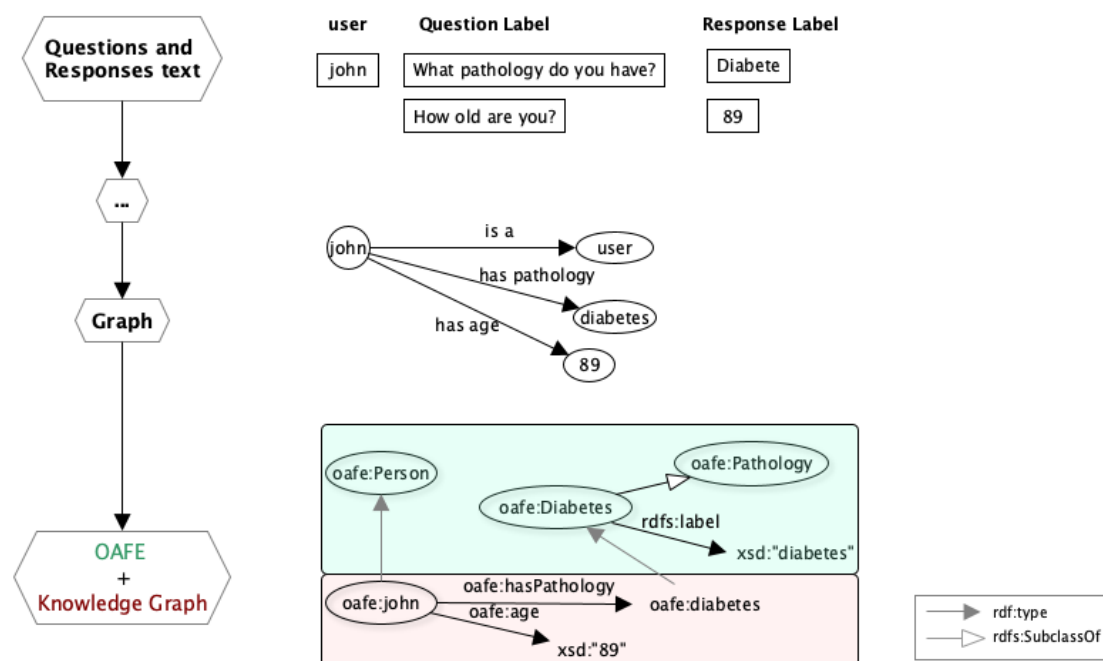 user
Question Label
Response Label
Questions and
Responses text
john
What pathology do you have?
Diabete
How old are you?
89
...
john
is a
user
has pathology
diabetes
has age
89
Graph
oafe:Person
oafe:Pathology
oafe:Diabetes
rdfs:label
xsd:"diabetes"
OAFE
+
Knowledge Graph
oafe:john
oafe:hasPathology
oafe:diabetes
oafe:age
xsd:"89"
rdf:type
rdfs:SubclassOf